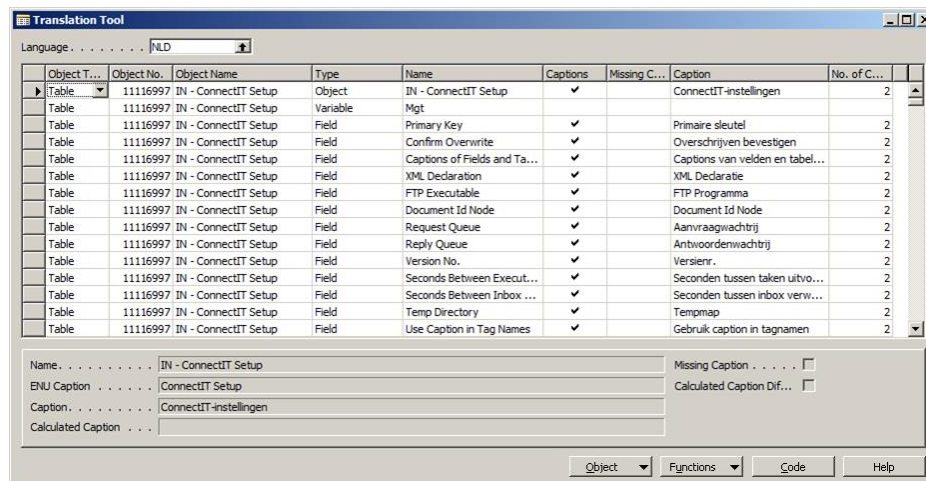 Translation Tool
Language . . . . . . . . NLD
Object T... Object No. Object Name Type Name Captions Missing C... Caption No. of C...
Table 11116997 IN - ConnectIT Setup Object IN - ConnectIT Setup ✔ ConnectIT-instellingen 2
Table 11116997 IN - ConnectIT Setup Variable Mgt
Table 11116997 IN - ConnectIT Setup Field Primary Key ✔ Primaire sleutel 2
Table 11116997 IN - ConnectIT Setup Field Confirm Overwrite ✔ Overschrijven bevestigen 2
Table 11116997 IN - ConnectIT Setup Field Captions of Fields and Ta... ✔ Captions van velden en tabel... 2
Table 11116997 IN - ConnectIT Setup Field XML Declaration ✔ XML Declaratie 2
Table 11116997 IN - ConnectIT Setup Field FTP Executable ✔ FTP Programma 2
Table 11116997 IN - ConnectIT Setup Field Document Id Node ✔ Document Id Node 2
Table 11116997 IN - ConnectIT Setup Field Request Queue ✔ Aanvraagwachtrij 2
Table 11116997 IN - ConnectIT Setup Field Reply Queue ✔ Antwoordenwachtrij 2
Table 11116997 IN - ConnectIT Setup Field Version No. ✔ Versienr. 2
Table 11116997 IN - ConnectIT Setup Field Seconds Between Execut... ✔ Seconden tussen taken uitvo... 2
Table 11116997 IN - ConnectIT Setup Field Seconds Between Inbox ... ✔ Seconden tussen inbox verw... 2
Table 11116997 IN - ConnectIT Setup Field Temp Directory ✔ Tempmap 2
Table 11116997 IN - ConnectIT Setup Field Use Caption in Tag Names ✔ Gebruik caption in tagnamen 2
Name. . . . . . . . . . IN - ConnectIT Setup Missing Caption . . . . .
ENU Caption . . . . . . ConnectIT Setup Calculated Caption Dif...
Caption. . . . . . . . . ConnectIT-instellingen
Calculated Caption . . .
Object Functions Code Help